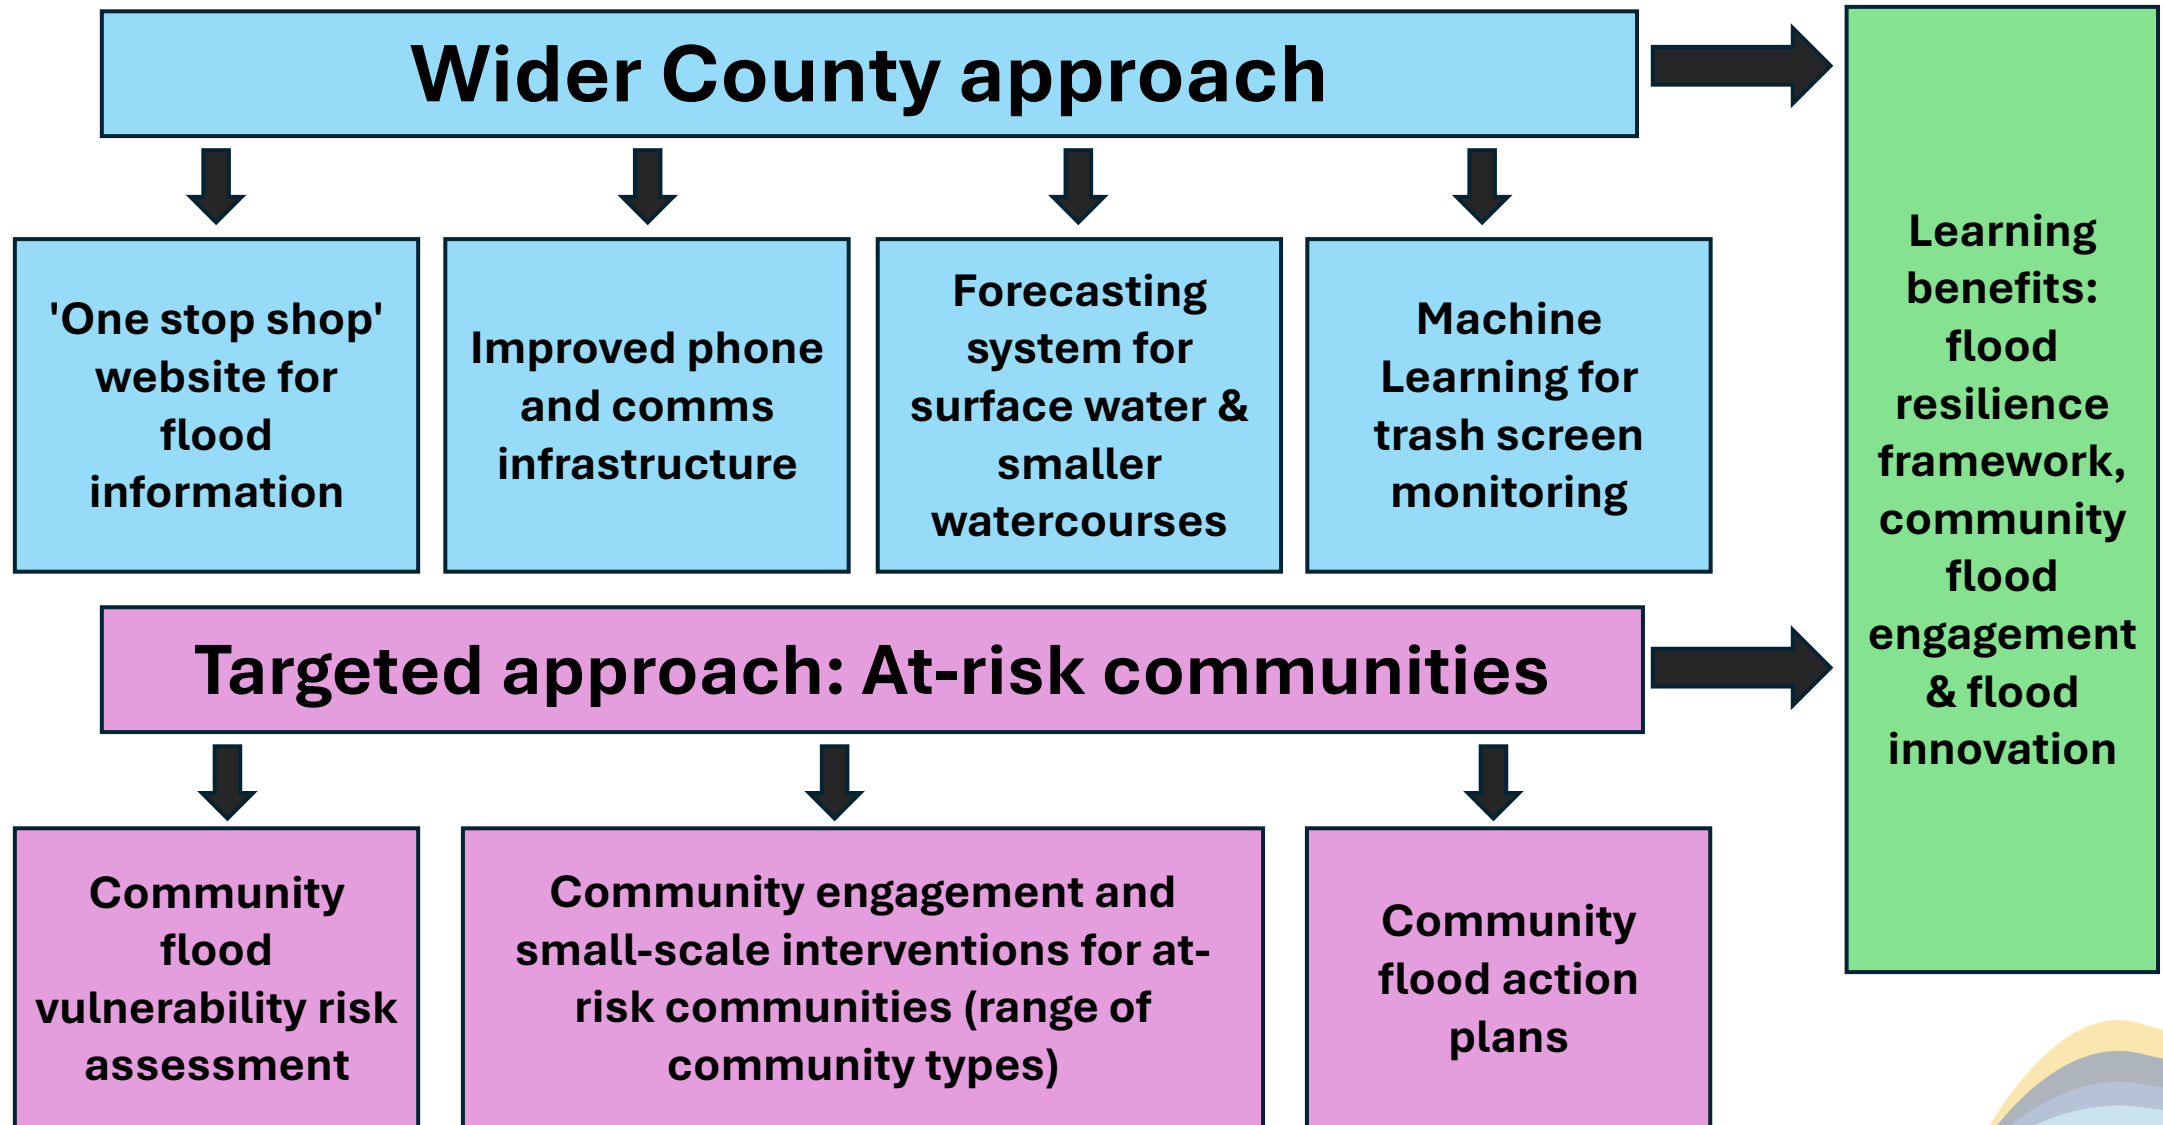 Wider County approach
'One stop shop'
website for
flood
information
Improved phone
and comms
infrastructure
Forecasting
system for
surface water &
smaller
watercourses
Machine
Learning for
trash screen
monitoring
Targeted approach: At-risk communities
Community
flood
vulnerability risk
assessment
Community engagement and
small-scale interventions for at-
risk communities (range of
community types)
Community
flood action
plans
Learning
benefits:
flood
resilience
framework,
community
flood
engagement
& flood
innovation